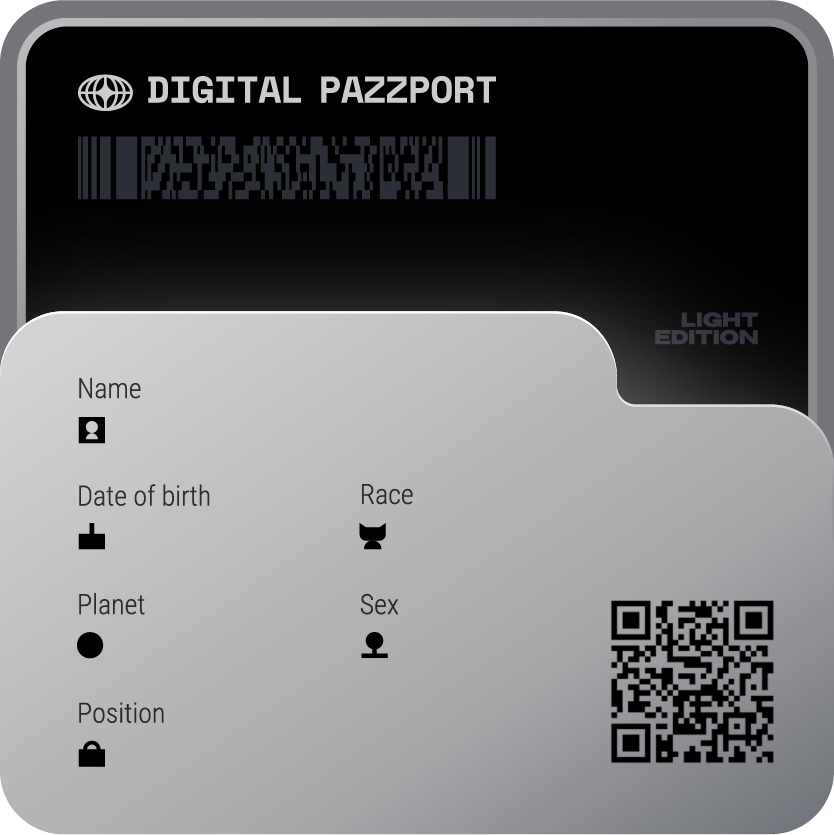 DIGITAL PAZZPORT
LIGHT
EDITION
Name
Date of birth
Race
Planet
Sex
Position